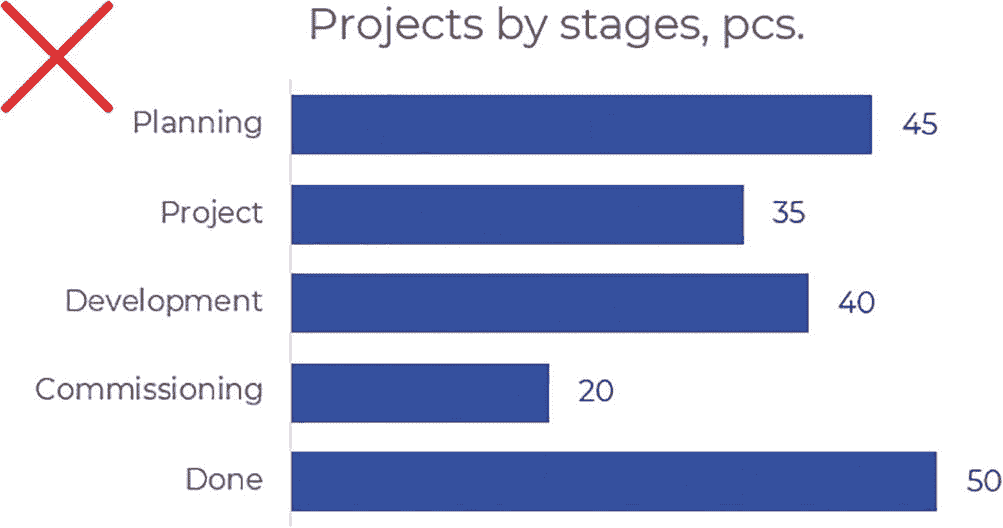 Projects by stages, pcs.
Planning 45
Project 35
Development 40
Commissioning 20
Done 50